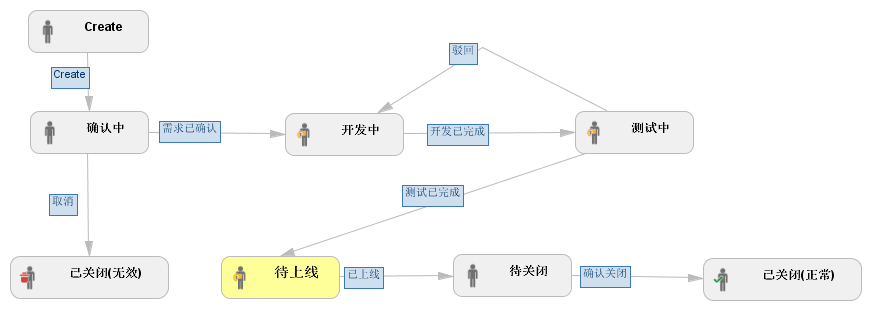 Create
Create
驳回
确认中
需求已确认
开发中
开发已完成
测试中
取消
测试已完成
已关闭(无效)
待上线
已上线
待关闭
确认关闭
已关闭(正常)